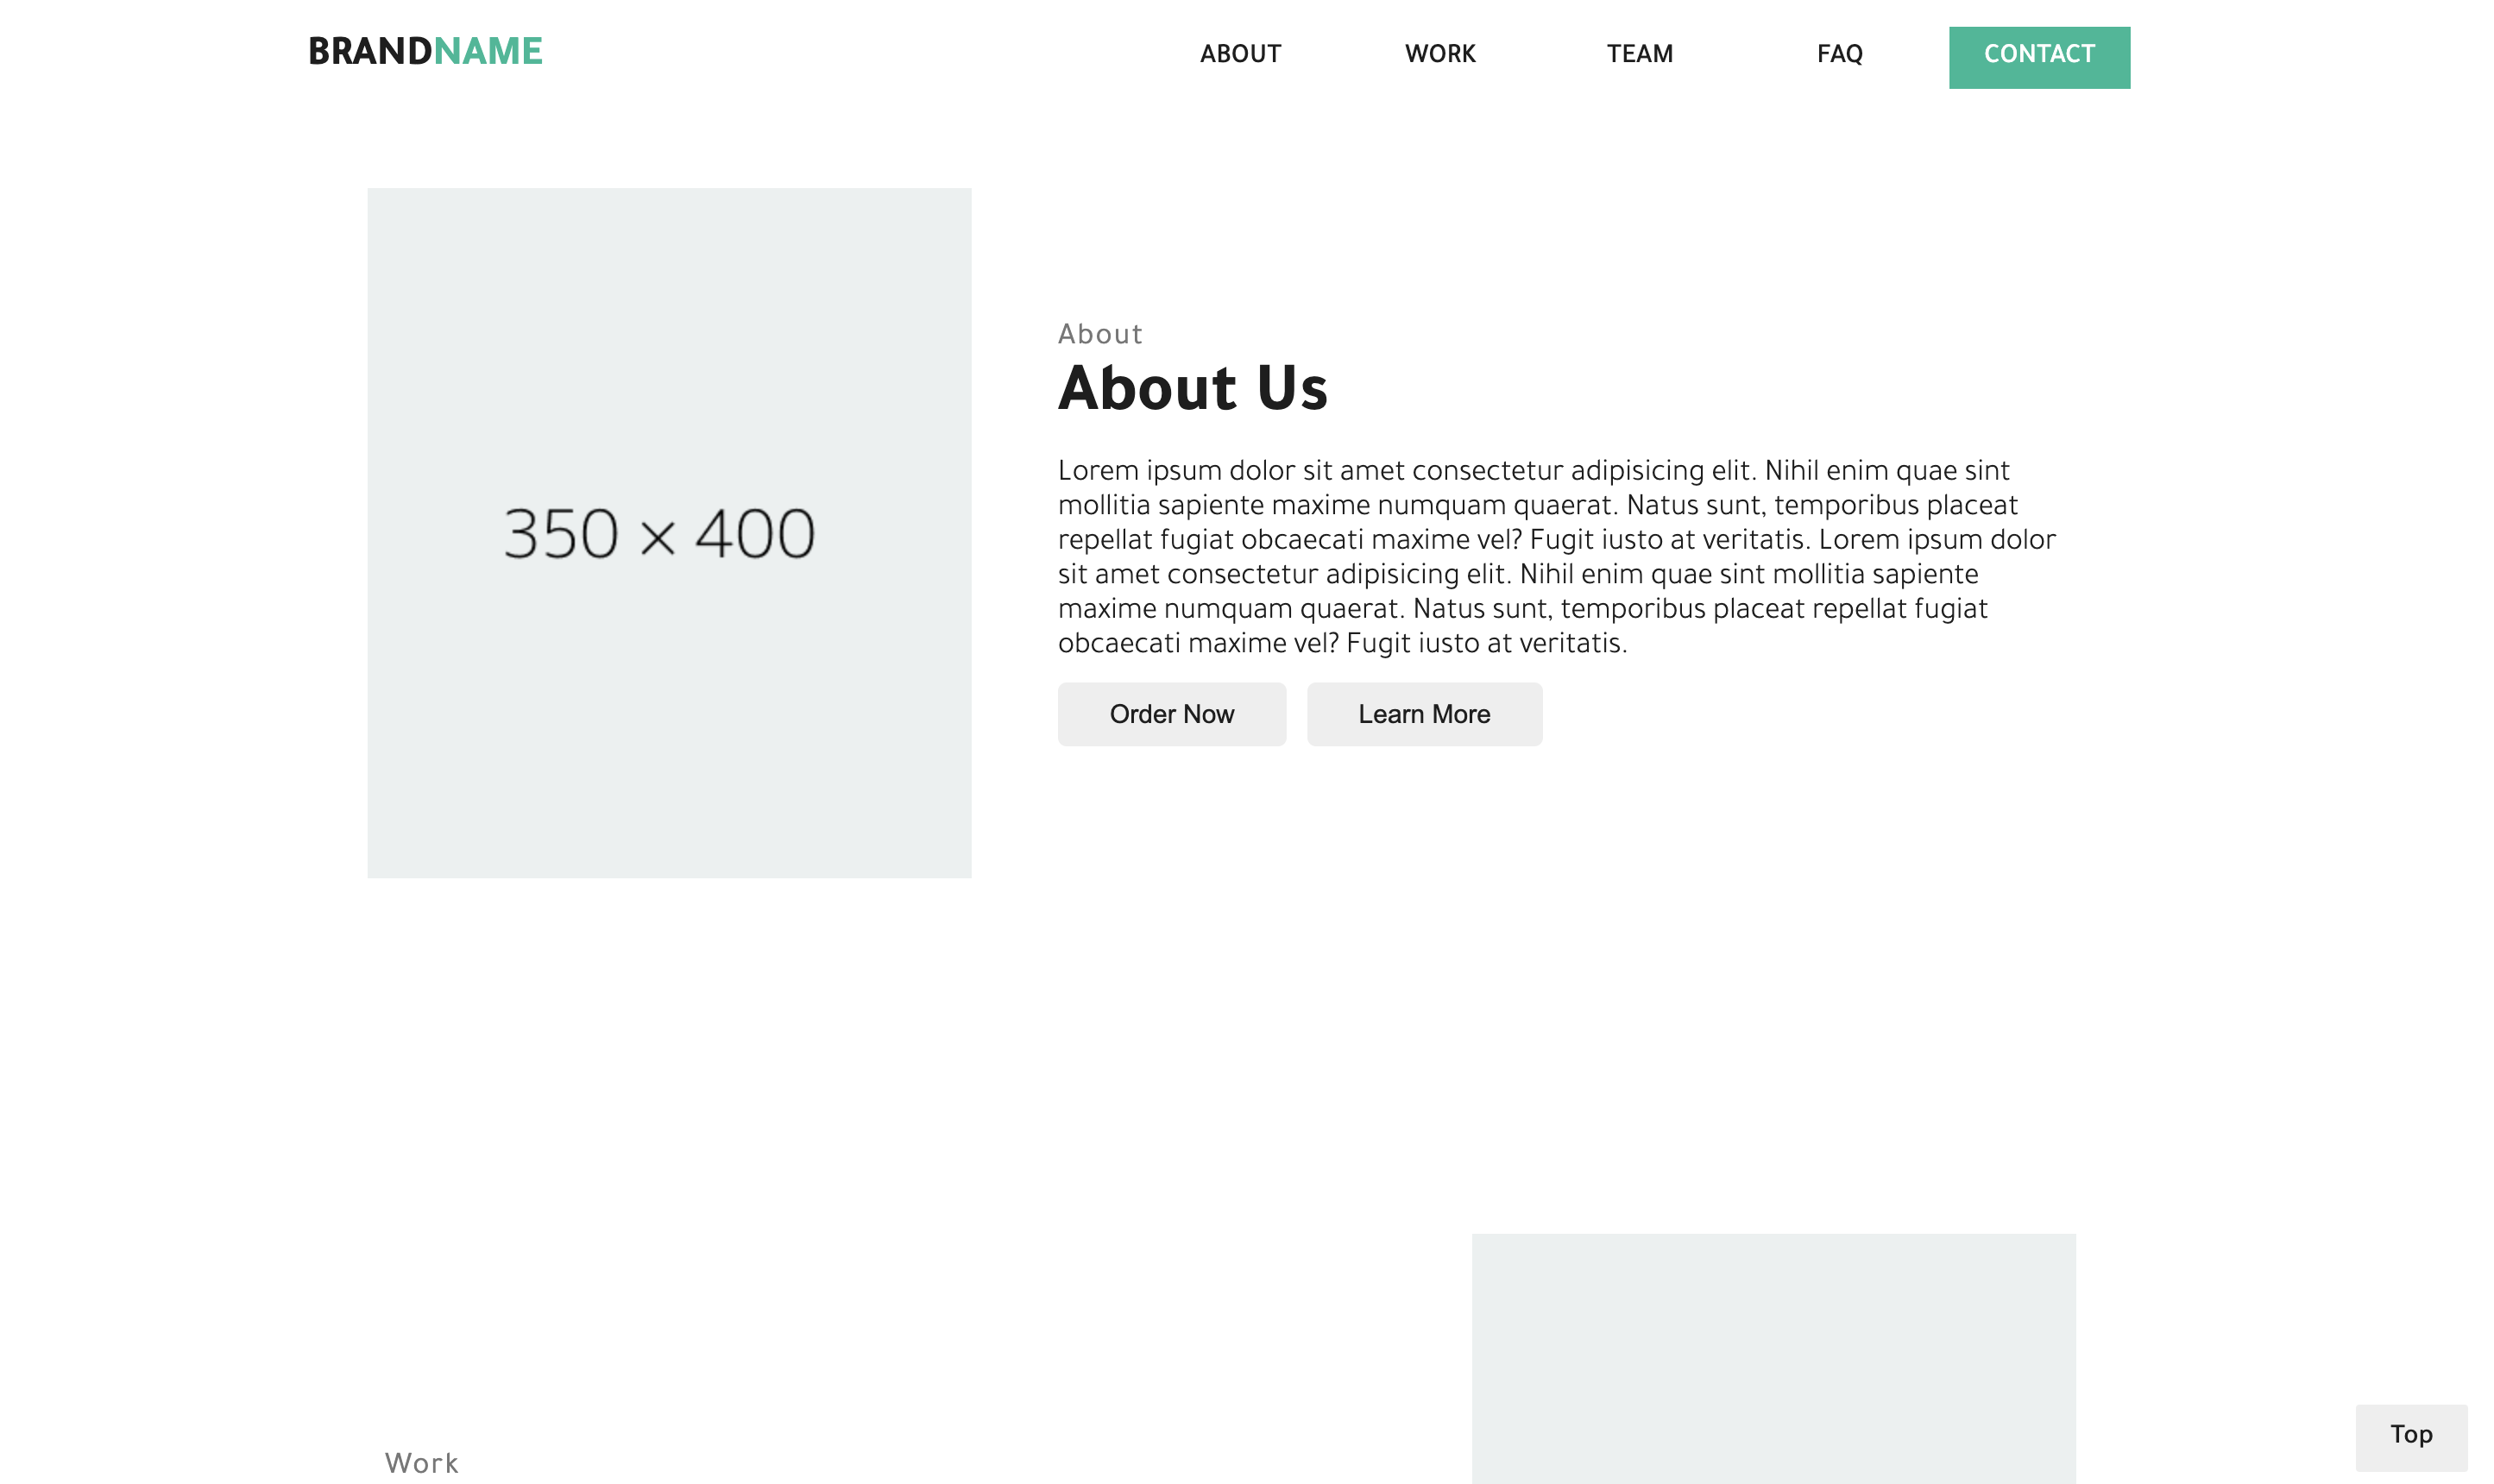 BRANDNAME
ABOUT WORK TEAM FAQ CONTACT
350 × 400
About
About Us
Lorem ipsum dolor sit amet consectetur adipisicing elit. Nihil enim quae sint
mollitia sapiente maxime numquam quaerat. Natus sunt, temporibus placeat
repellat fugiat obcaecati maxime vel? Fugit iusto at veritatis. Lorem ipsum dolor
sit amet consectetur adipisicing elit. Nihil enim quae sint mollitia sapiente
maxime numquam quaerat. Natus sunt, temporibus placeat repellat fugiat
obcaecati maxime vel? Fugit iusto at veritatis.
Order Now Learn More
Top
Work